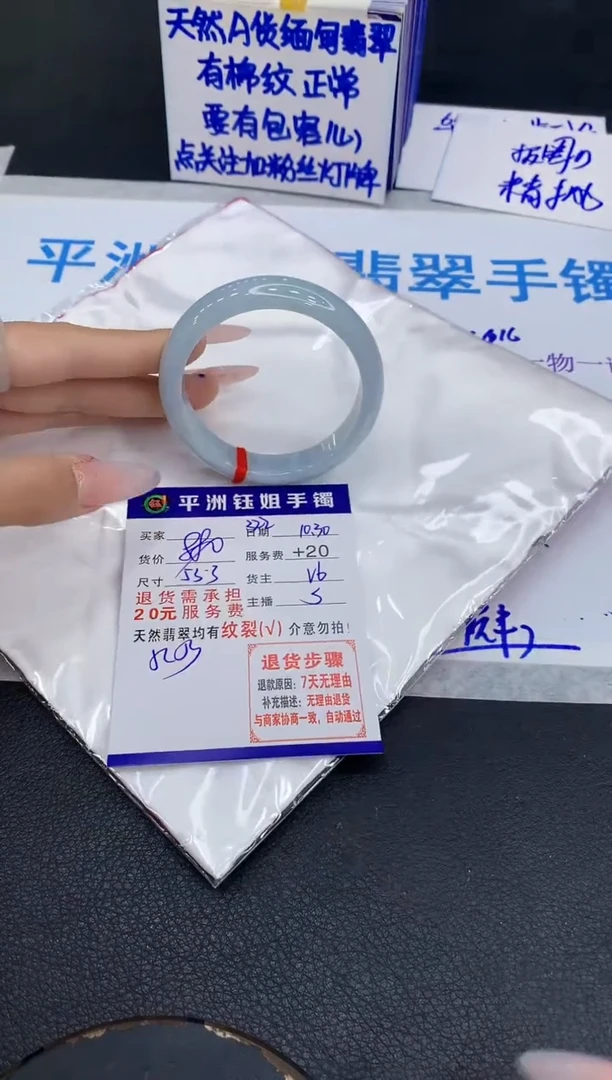 天然A货缅甸翡翠
有棉纹 正常
要有包容心)
点关注加粉丝灯牌
平洲
翡翠手镯
一物一
平洲钰姐手镯
买家
日期 10.30
货价
服务费 +20
尺寸 55.3
货主 V6
退货需承担
20元服务费
主播 S
天然翡翠均有纹裂(√) 介意勿拍!
退货步骤
退款原因: 7天无理由
补充描述: 无理由退货
与商家协商一致，自动通过